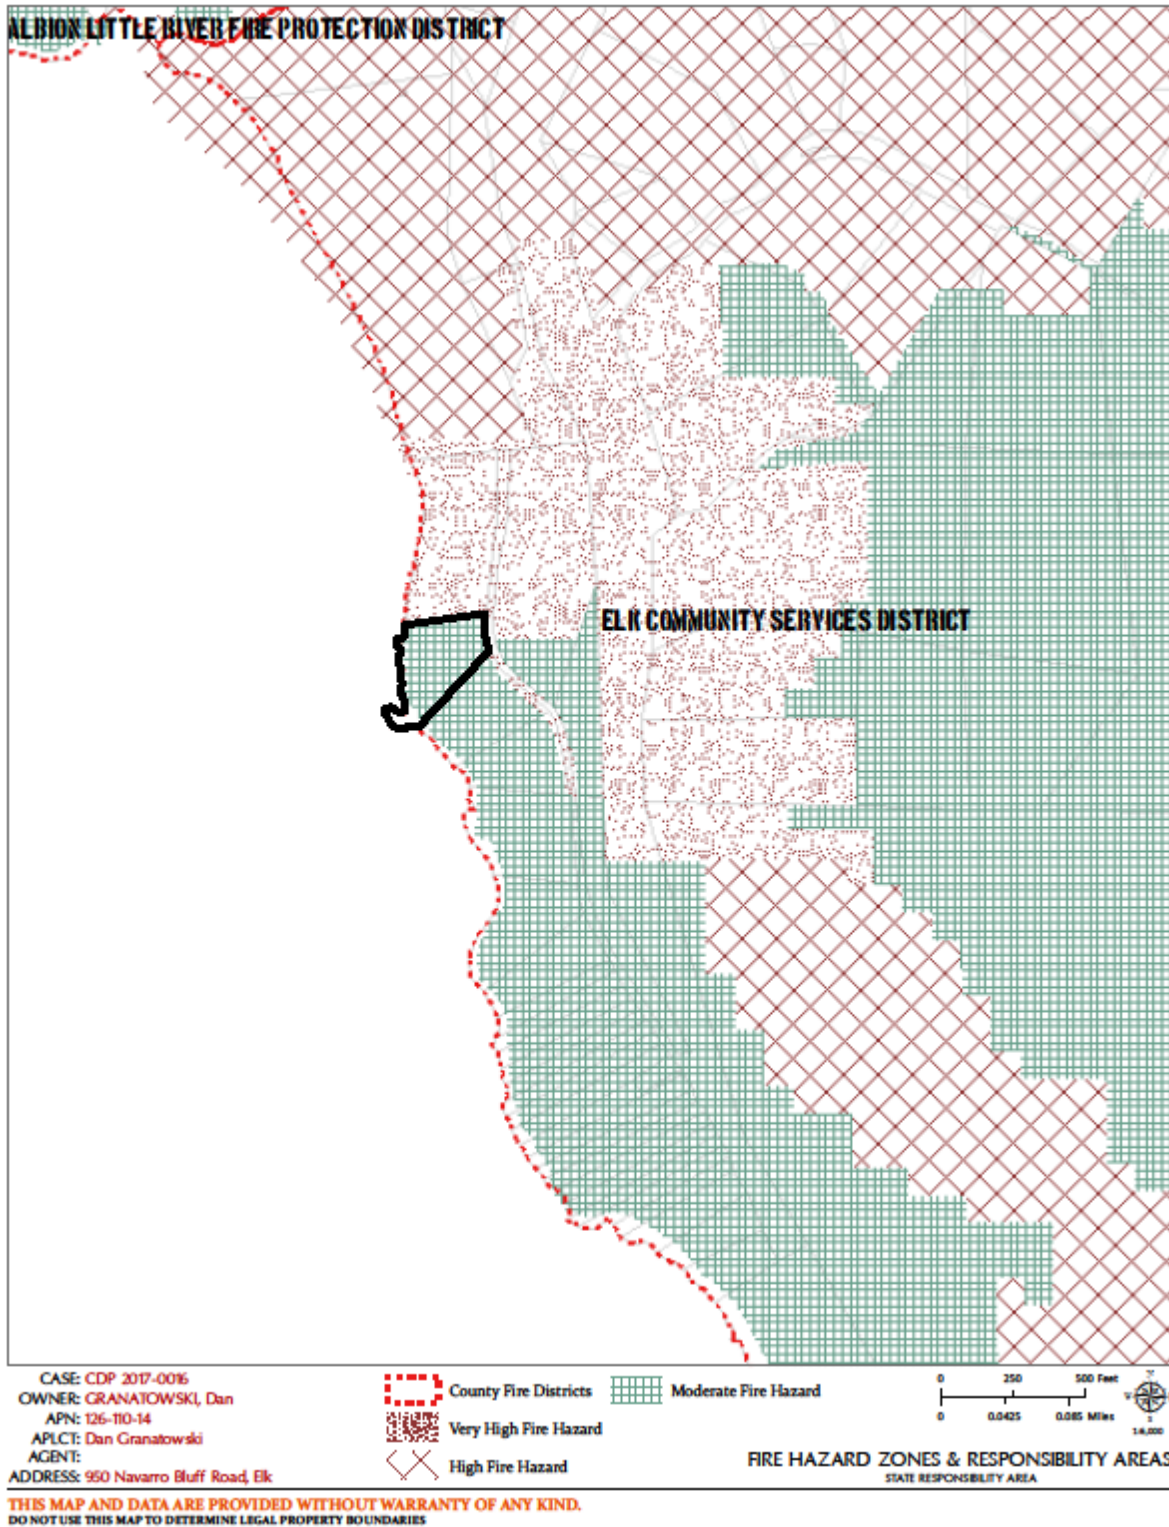 ALBION LITTLE RIVER FIRE PROTECTION DISTRICT
ELK COMMUNITY SERVICES DISTRICT
CASE: CDP 2017-0016
OWNER: GRANATOWSKI, Dan
APN: 126-110-14
APLCT: Dan Granatowski
AGENT:
ADDRESS: 950 Navarro Bluff Road, Elk
County Fire Districts
Very High Fire Hazard
High Fire Hazard
Moderate Fire Hazard
0 250 500 Feet
0 0.0425 0.085 Miles
1:6,000
FIRE HAZARD ZONES & RESPONSIBILITY AREAS
STATE RESPONSIBILITY AREA
THIS MAP AND DATA ARE PROVIDED WITHOUT WARRANTY OF ANY KIND.
DO NOT USE THIS MAP TO DETERMINE LEGAL PROPERTY BOUNDARIES